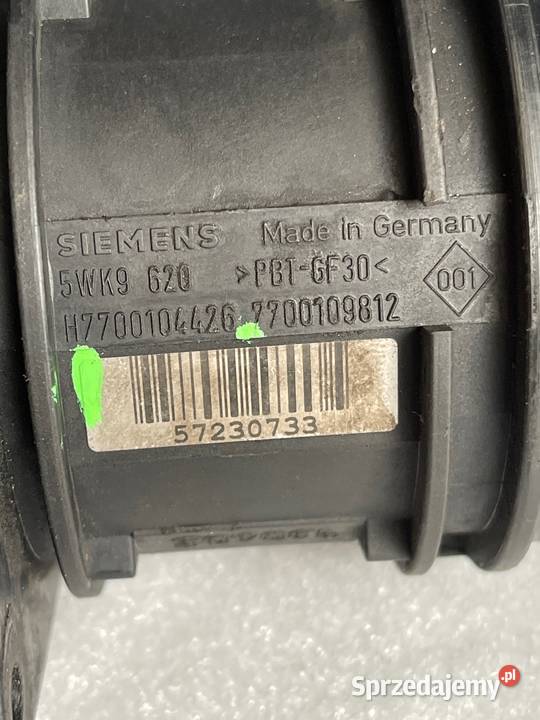 SIEMENS Made in Germany
5WK9 620 >PBT-GF30< 001
H7700104426 7700109812
57230733
Sprzedajemy.pl